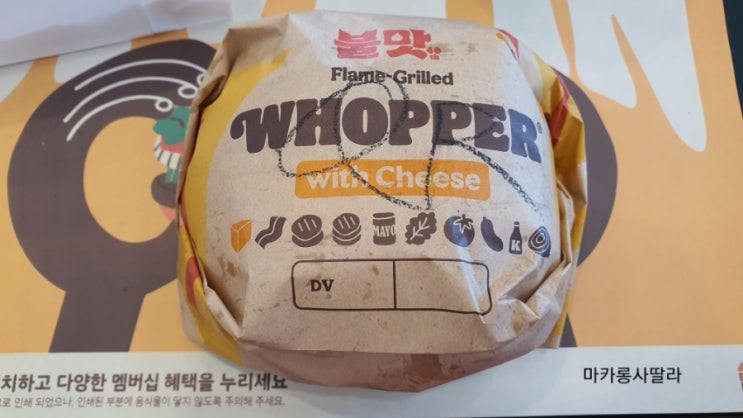 불맛
Flame-Grilled
WHOPPER®
with Cheese
MAYO
K
DV
치하고 다양한 멤버십 혜택을 누리세요
로 인쇄 되었으나, 인쇄된 부분에 음식물이 닿지 않도록 주의해 주세요.
마카롱사딸라